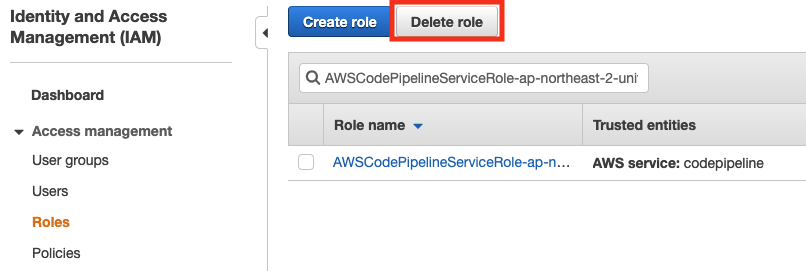 Identity and Access
Management (IAM)
Dashboard
Access management
User groups
Users
Roles
Policies
Create role
Delete role
AWSCodePipelineServiceRole-ap-northeast-2-uni
Role name
Trusted entities
AWSCodePipelineServiceRole-ap-n...
AWS service: codepipeline